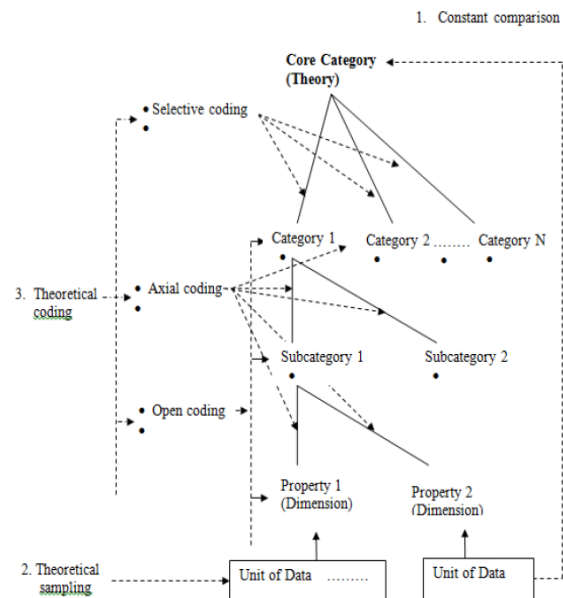 1. Constant comparison
Core Category
(Theory)
Selective coding
Category 1 Category 2 ........ Category N
3. Theoretical
coding
Axial coding
Subcategory 1 Subcategory 2
Open coding
Property 1
(Dimension)
Property 2
(Dimension)
2. Theoretical
sampling
Unit of Data .........
Unit of Data